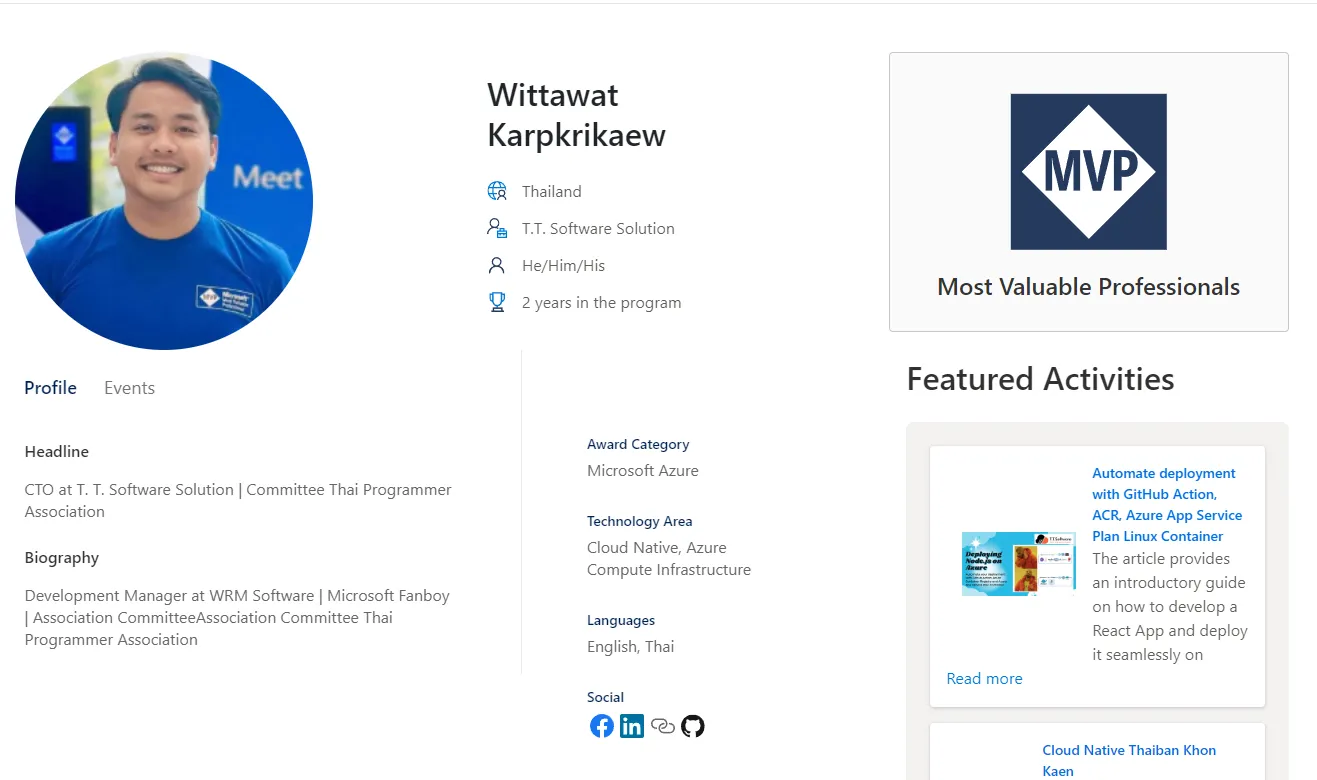 Meet
Wittawat
Karpkrikaew
Thailand
T.T. Software Solution
He/Him/His
2 years in the program
MVP
Most Valuable Professionals
Profile
Events
Headline
CTO at T. T. Software Solution | Committee Thai Programmer
Association
Biography
Development Manager at WRM Software | Microsoft Fanboy
| Association CommitteeAssociation Committee Thai
Programmer Association
Award Category
Microsoft Azure
Technology Area
Cloud Native, Azure
Compute Infrastructure
Languages
English, Thai
Social
in
Featured Activities
Deploying
Node.js on
Azure
Automate deployment
with GitHub Action,
ACR, Azure App Service
Plan Linux Container
The article provides
an introductory guide
on how to develop a
React App and deploy
it seamlessly on
Read more
Cloud Native Thaiban Khon
Kaen